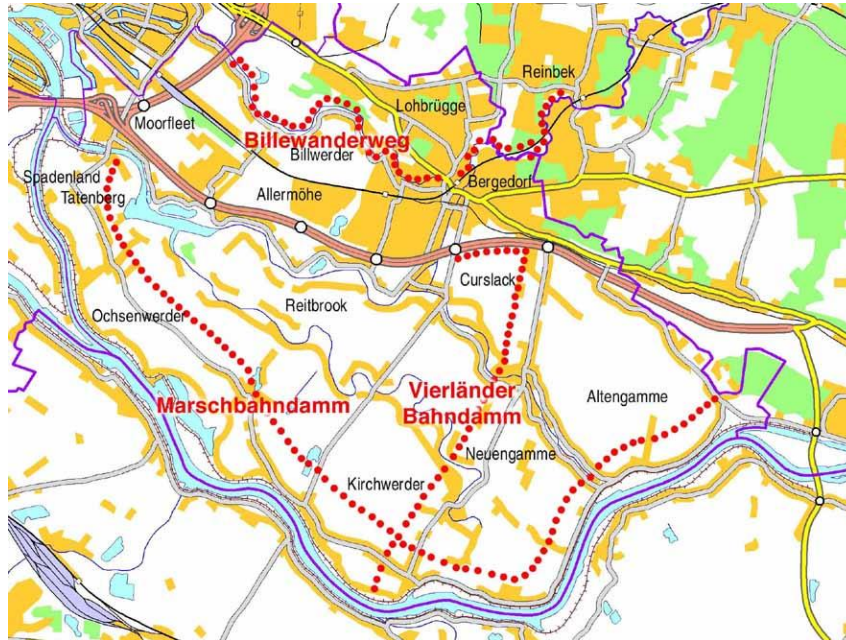 Reinbek
Lohbrügge
Moorfleet
Billewanderweg
Billwerder
Spadenland
Bergedorf
Tatenberg
Allermöhe
Curslack
Reitbrook
Ochsenwerder
Marschbahndamm
Vierländer
Bahndamm
Altengamme
Neuengamme
Kirchwerder